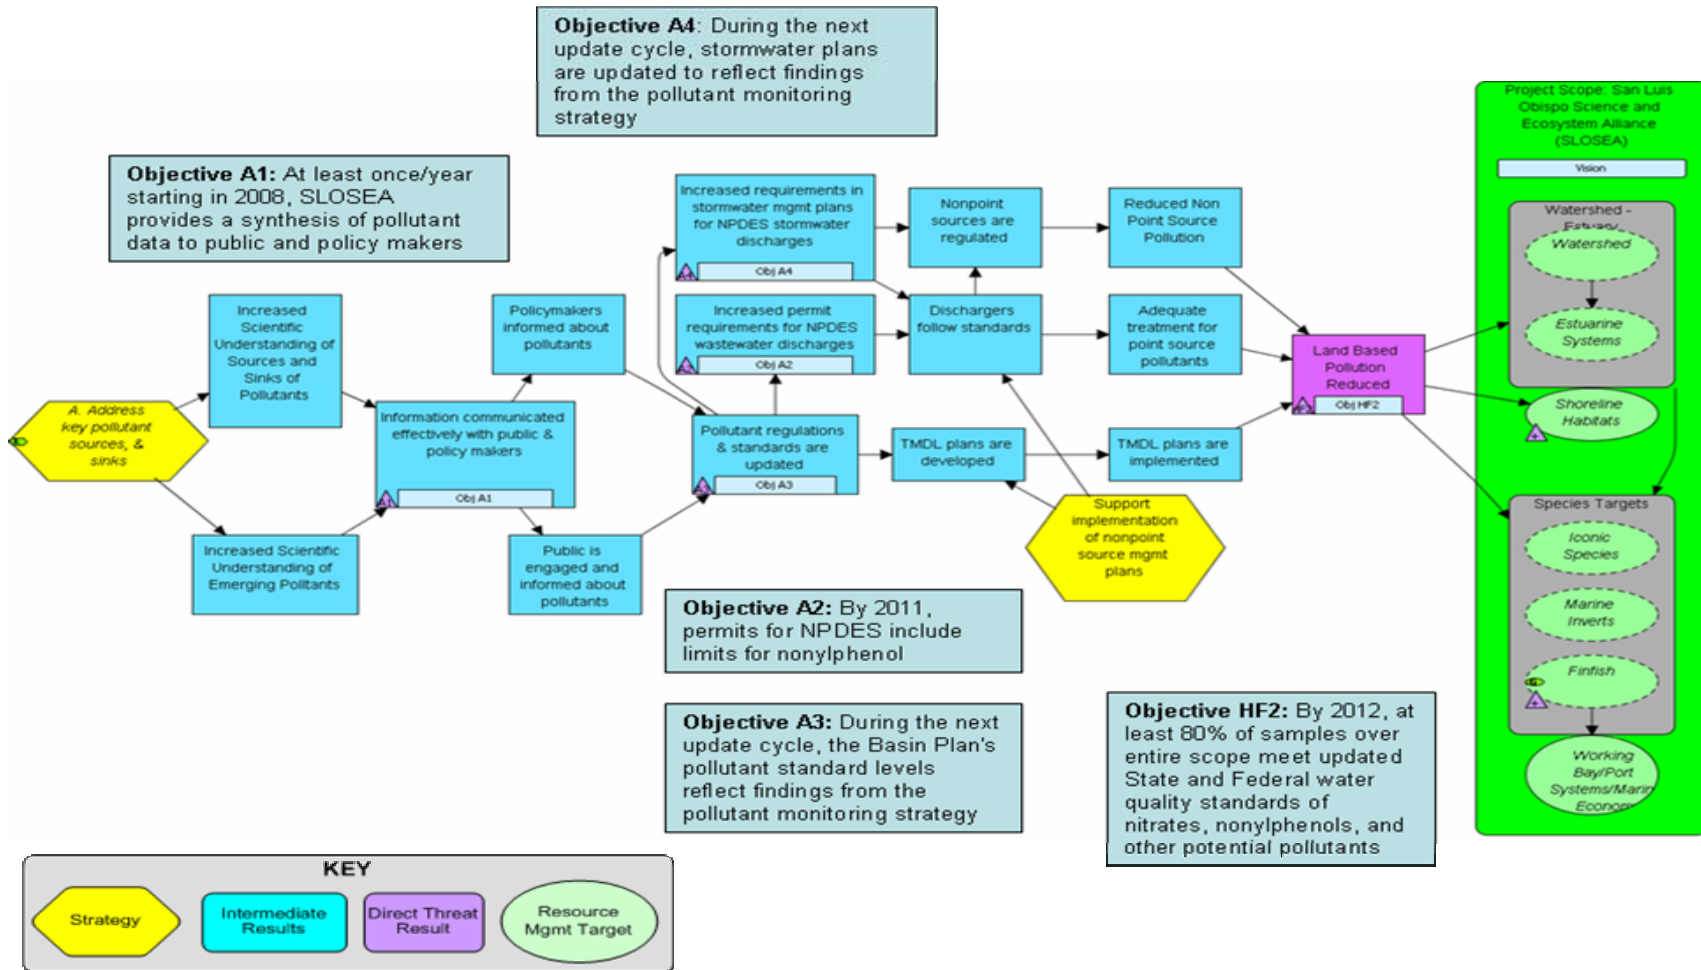 Objective A4: During the next
update cycle, stormwater plans
are updated to reflect findings
from the pollutant monitoring
strategy
Objective A1: At least once/year
starting in 2008, SLOSEA
provides a synthesis of pollutant
data to public and policy makers
A. Address
key pollutant
sources, &
sinks
Increased
Scientific
Understanding of
Sources and
Sinks of
Pollutants
Increased Scientific
Understanding of
Emerging Polltants
Information communicated
effectively with public &
policy makers
A1
Obj A1
Policymakers
informed about
pollutants
Public is
engaged and
informed about
pollutants
Increased requirements in
stormwater mgmt plans
for NPDES stormwater
discharges
A4
Obj A4
Increased permit
requirements for NPDES
wastewater discharges
Obj A2
Pollutant regulations
& standards are
updated
Obj A3
Nonpoint
sources are
regulated
Dischargers
follow standards
TMDL plans are
developed
Reduced Non
Point Source
Pollution
Adequate
treatment for
point source
pollutants
TMDL plans are
implemented
Support
implementation
of nonpoint
source mgmt
plans
Land Based
Pollution
Reduced
Obj HF2
Project Scope: San Luis
Obispo Science and
Ecosystem Alliance
(SLOSEA)
Vision
Watershed -
Estuary
Watershed
Estuarine
Systems
Shoreline
Habitats
Species Targets
Iconic
Species
Marine
Inverts
Finfish
Working
Bay/Port
Systems/Marin
Econom
Objective A2: By 2011,
permits for NPDES include
limits for nonylphenol
Objective A3: During the next
update cycle, the Basin Plan's
pollutant standard levels
reflect findings from the
pollutant monitoring strategy
Objective HF2: By 2012, at
least 80% of samples over
entire scope meet updated
State and Federal water
quality standards of
nitrates, nonylphenols, and
other potential pollutants
KEY
Strategy
Intermediate
Results
Direct Threat
Result
Resource
Mgmt Target